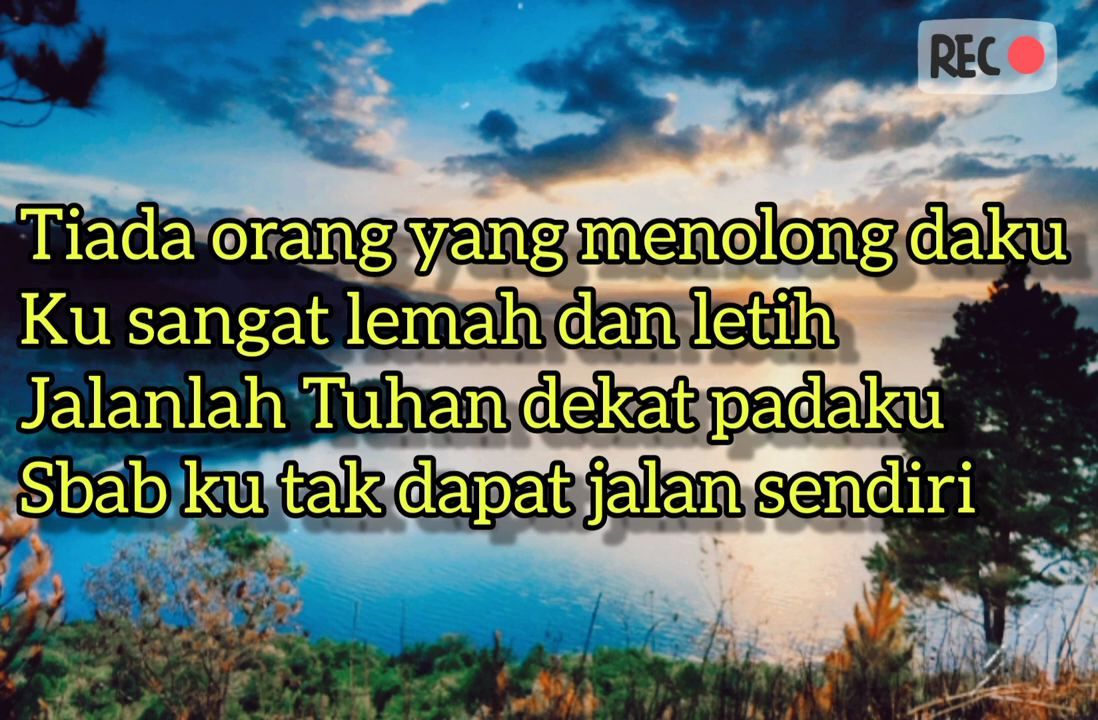 REC
Tiada orang yang menolong daku
Ku sangat lemah dan letih
Jalanlah Tuhan dekat padaku
Sbab ku tak dapat jalan sendiri